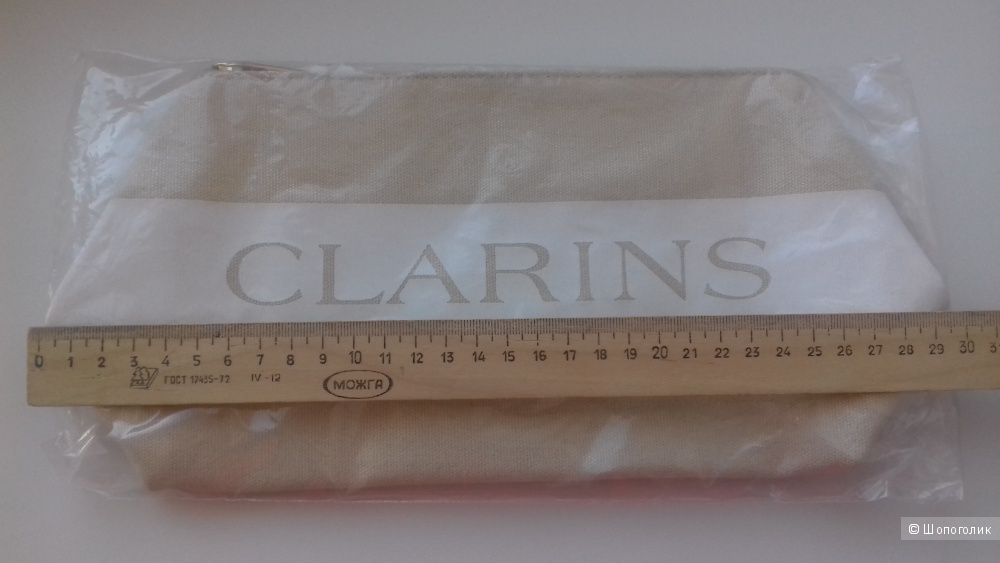 CLARINS
0 1 2 3 4 5 6 7 8 9 10 11 12 13 14 15 16 17 18 19 20 21 22 23 24 25 26 27 28 29 30 31
ГОСТ 17435-72 IV-12 МОЖГА
© Шопоголик